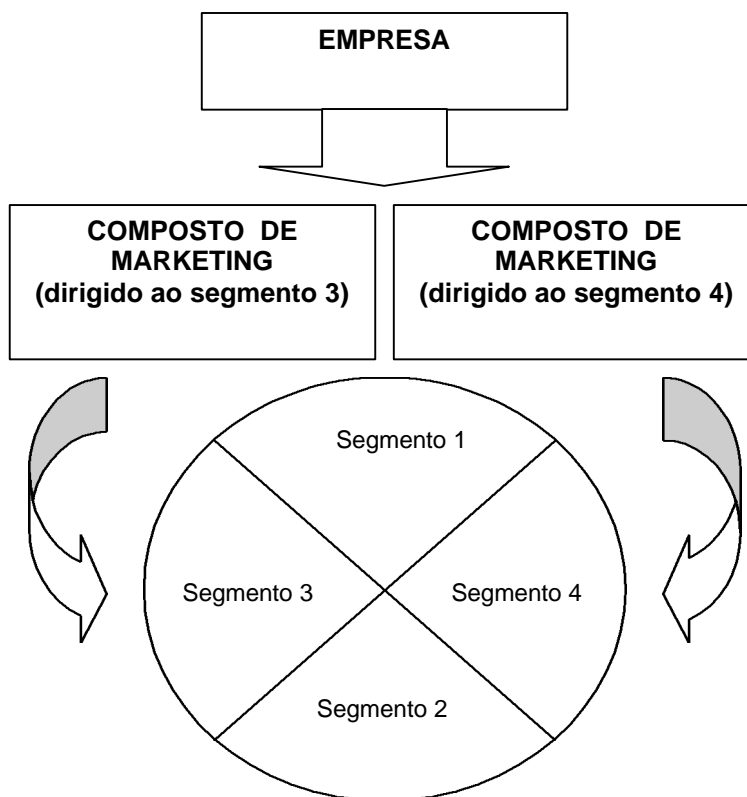 EMPRESA
COMPOSTO DE
MARKETING
(dirigido ao segmento 3)
COMPOSTO DE
MARKETING
(dirigido ao segmento 4)
Segmento 1
Segmento 3
Segmento 4
Segmento 2